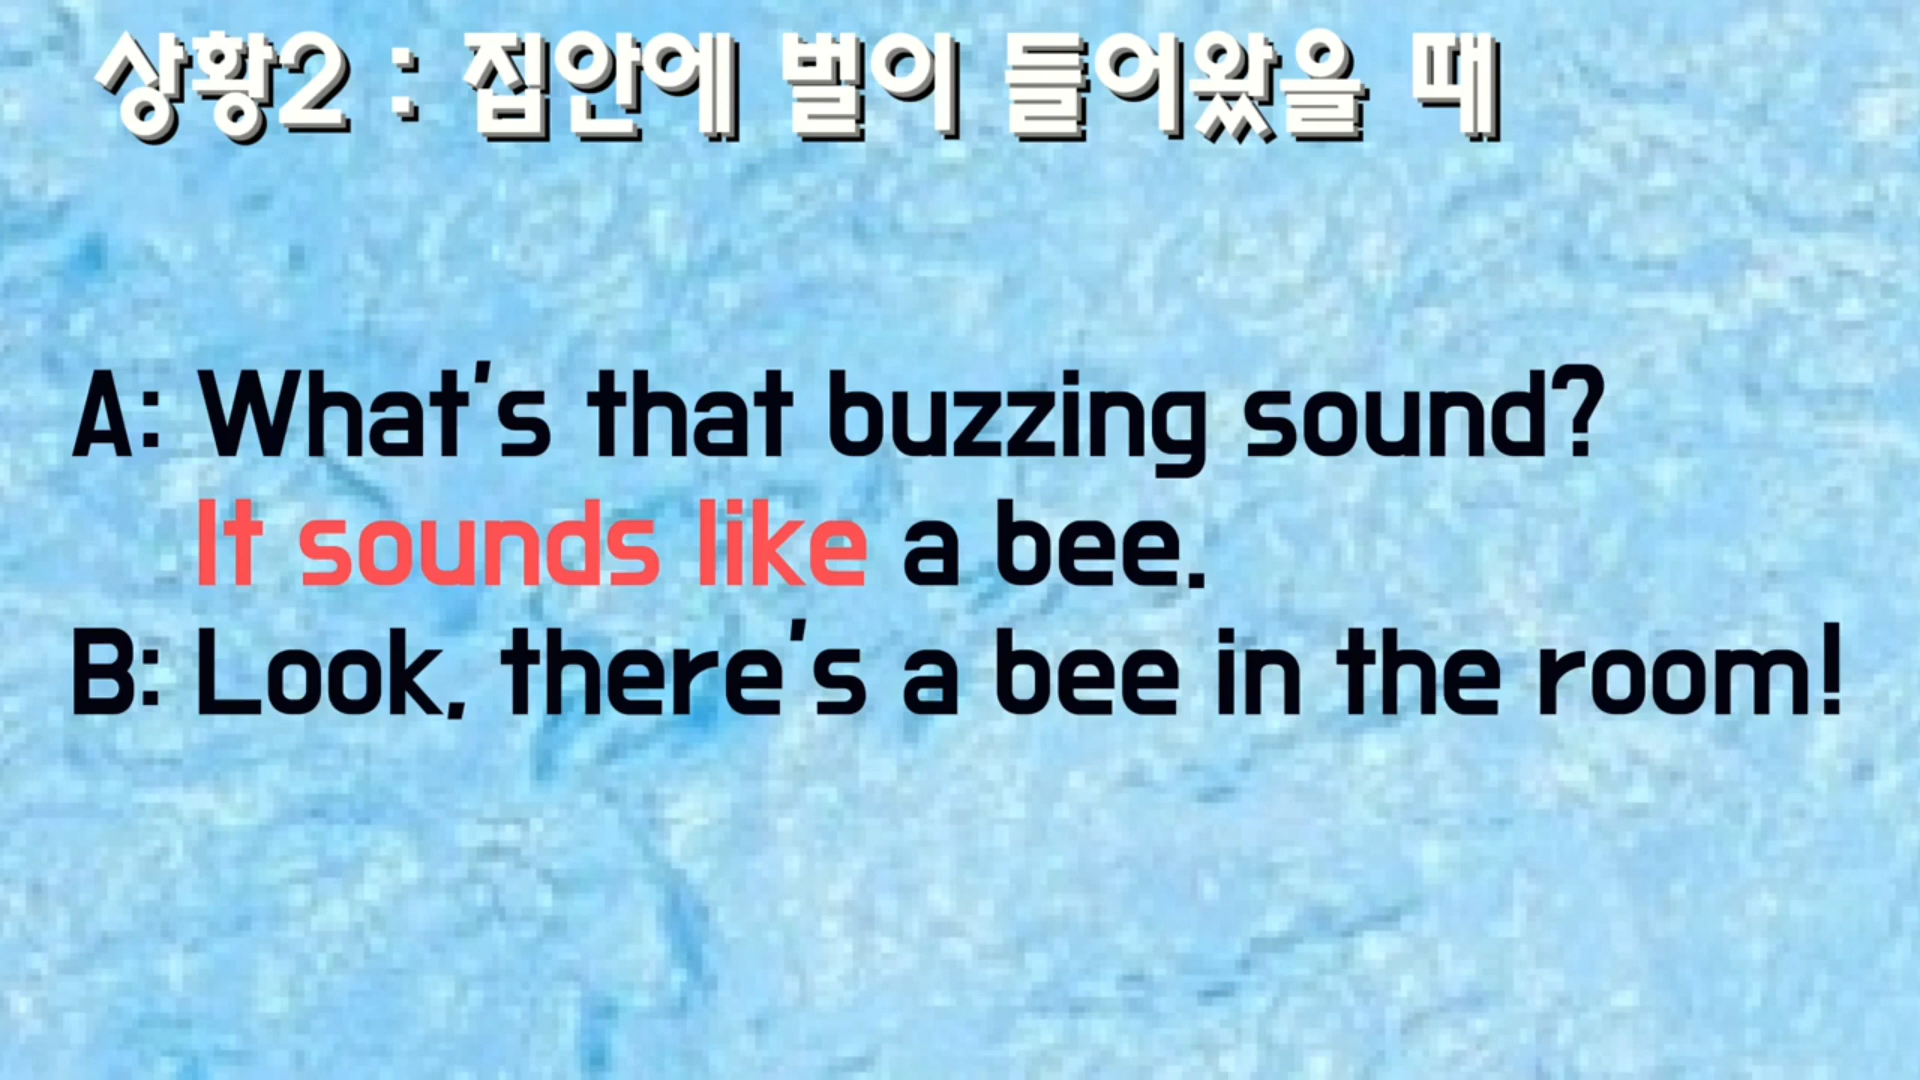 상황2 : 집안에 벌이 들어왔을 때
A: What's that buzzing sound?
It sounds like a bee.
B: Look, there's a bee in the room!